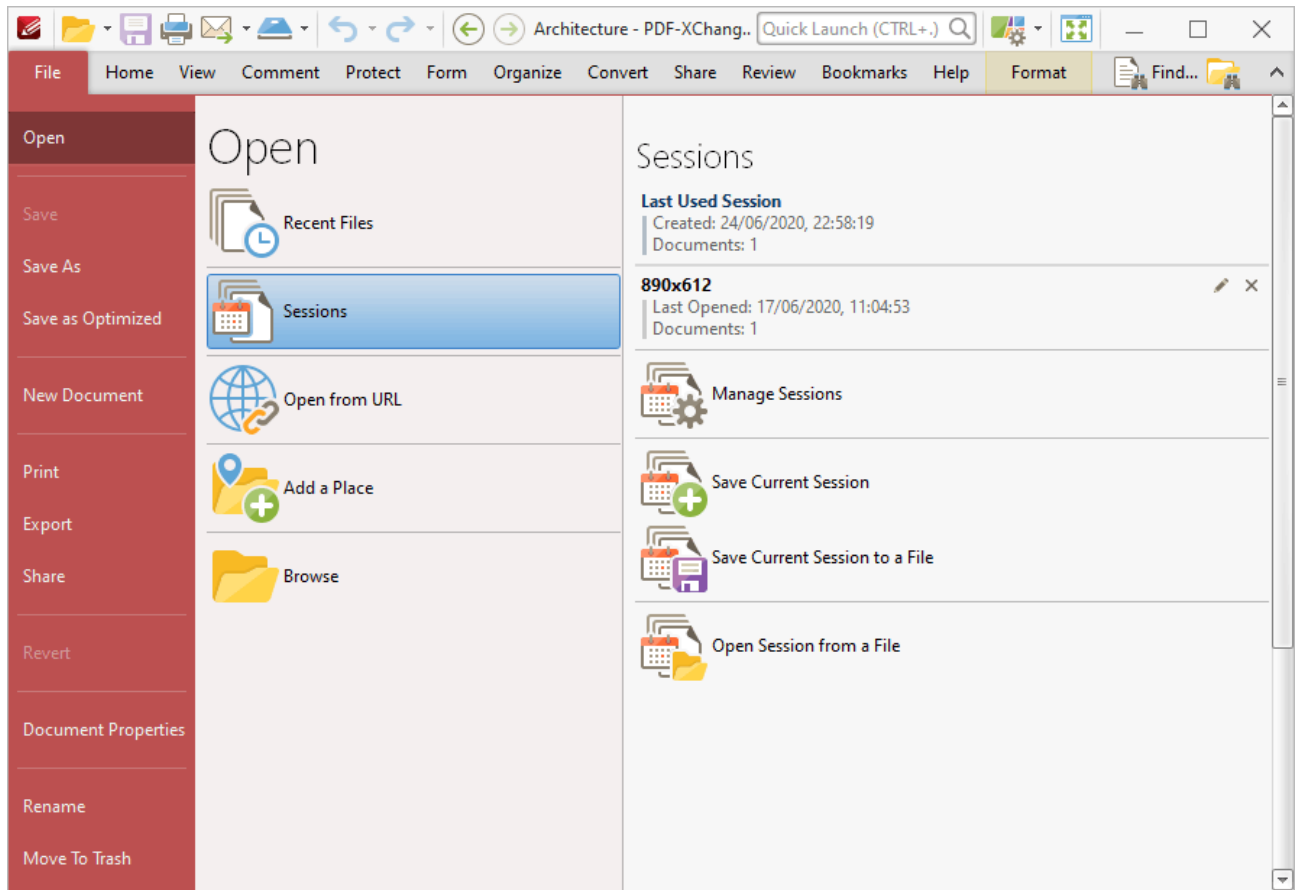 Architecture - PDF-XChang.. Quick Launch (CTRL+.)
File Home View Comment Protect Form Organize Convert Share Review Bookmarks Help Format Find...
Open
Save
Save As
Save as Optimized
New Document
Print
Export
Share
Revert
Document Properties
Rename
Move To Trash
Open
Recent Files
Sessions
Open from URL
Add a Place
Browse
Sessions
Last Used Session
Created: 24/06/2020, 22:58:19
Documents: 1
890x612
Last Opened: 17/06/2020, 11:04:53
Documents: 1
Manage Sessions
Save Current Session
Save Current Session to a File
Open Session from a File